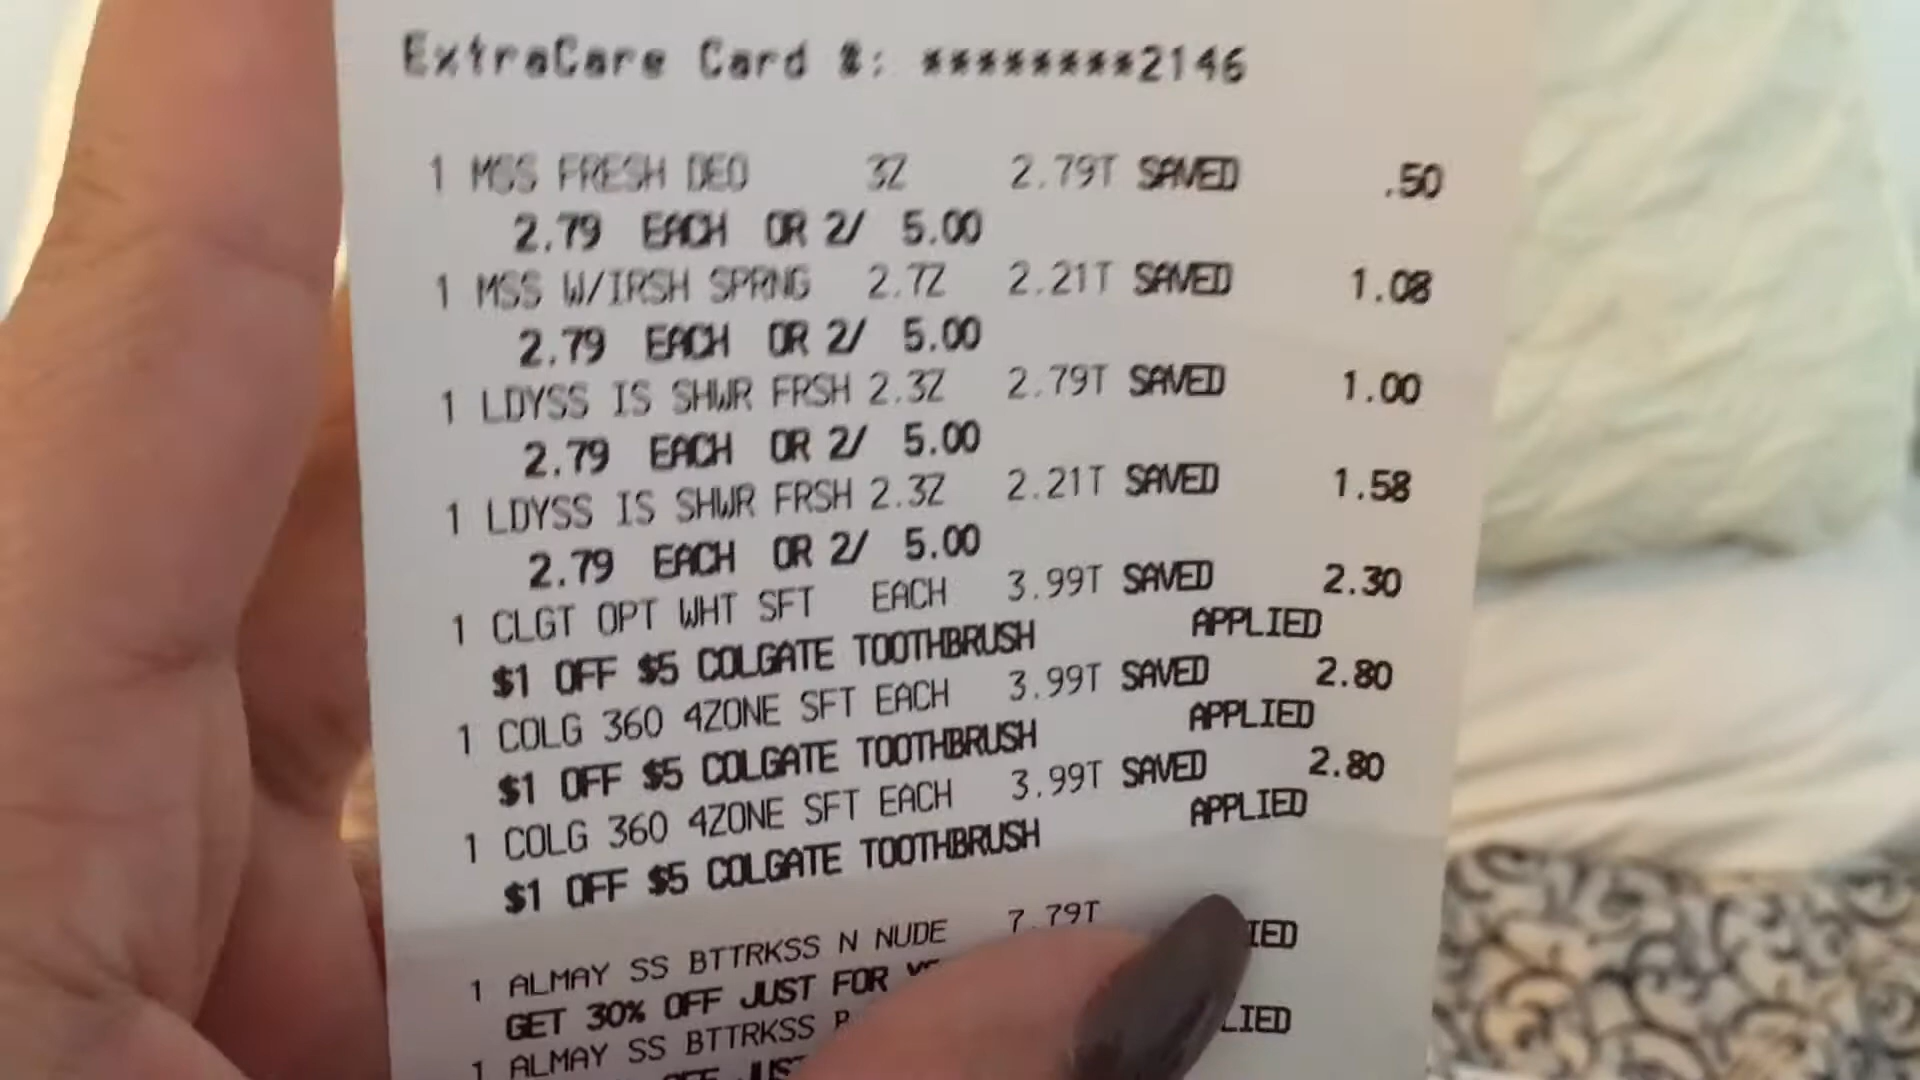 ExtraCare Card #: ********2146
1 MSS FRESH DEO 3Z 2.79T SAVED .50
2.79 EACH OR 2/ 5.00
1 MSS W/IRSH SPRNG 2.7Z 2.21T SAVED 1.08
2.79 EACH OR 2/ 5.00
1 LDYSS IS SHWR FRSH 2.3Z 2.79T SAVED 1.00
2.79 EACH OR 2/ 5.00
1 LDYSS IS SHWR FRSH 2.3Z 2.21T SAVED 1.58
2.79 EACH OR 2/ 5.00
1 CLGT OPT WHT SFT EACH 3.99T SAVED 2.30
$1 OFF $5 COLGATE TOOTHBRUSH APPLIED
1 COLG 360 4ZONE SFT EACH 3.99T SAVED 2.80
$1 OFF $5 COLGATE TOOTHBRUSH APPLIED
1 COLG 360 4ZONE SFT EACH 3.99T SAVED 2.80
$1 OFF $5 COLGATE TOOTHBRUSH APPLIED
1 ALMAY SS BTTRKSS N NUDE 7.79T
GET 30% OFF JUST FOR
1 ALMAY SS BTTRKSS